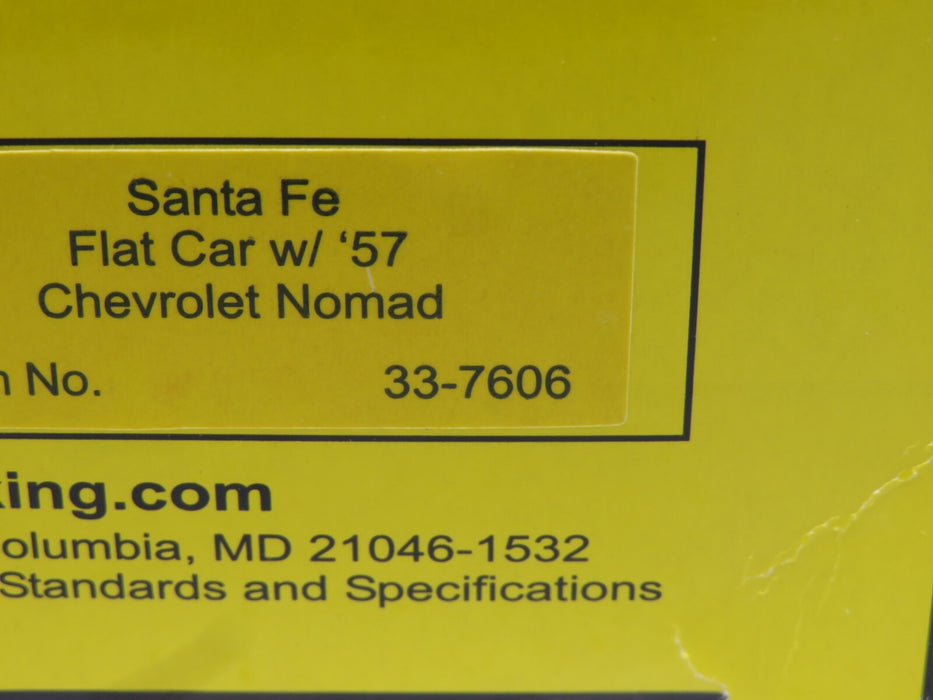 Santa Fe
Flat Car w/ ‘57
Chevrolet Nomad
No. 33-7606
king.com
olumbia, MD 21046-1532
Standards and Specifications